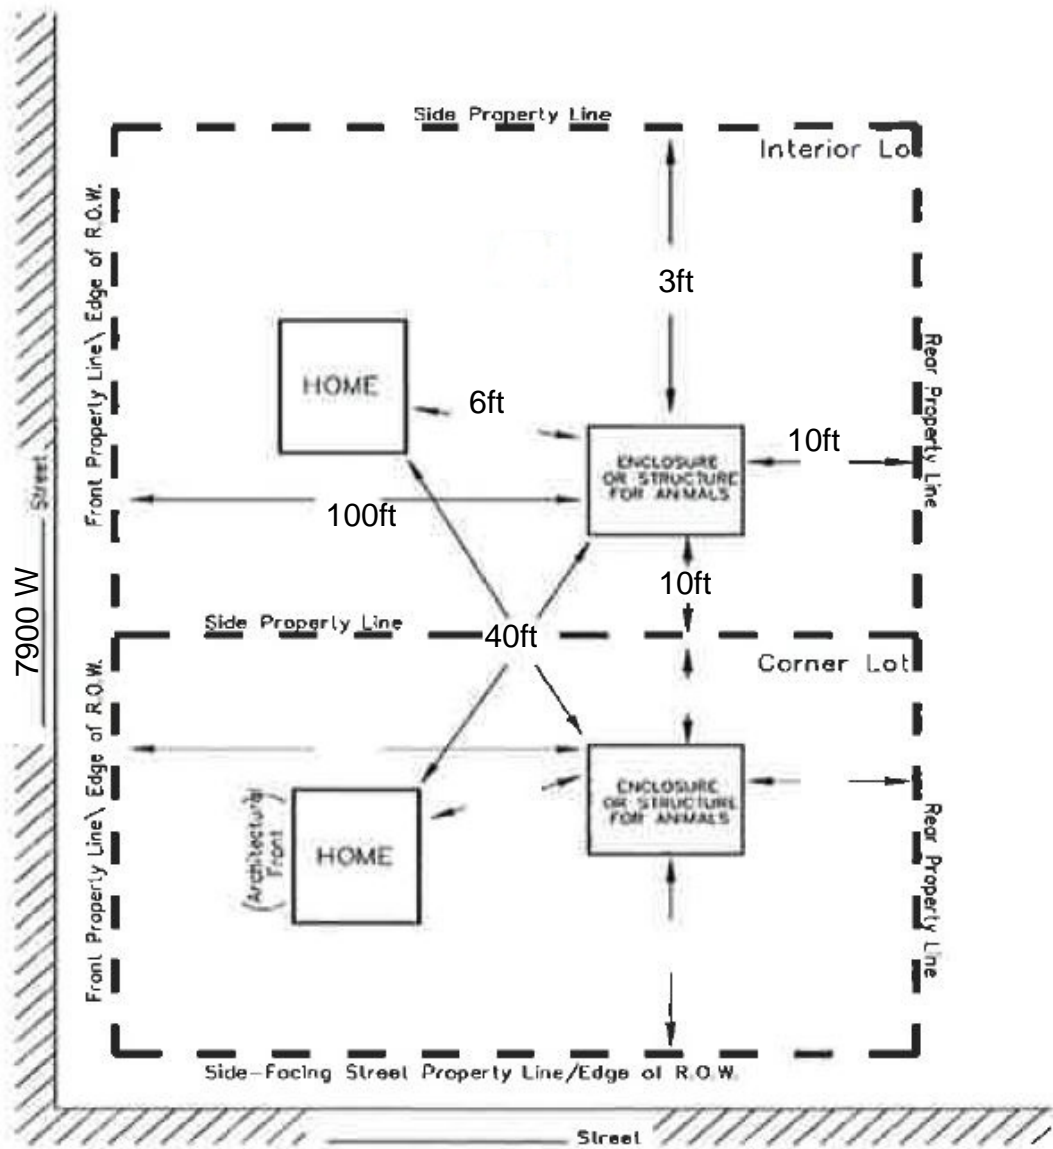 Side Property Line
Interior Lo
Front Property Line\ Edge of R.O.W.
3ft
HOME
6ft
Rear Property Line
10ft
ENCLOSURE
OR STRUCTURE
FOR ANIMALS
Street
100ft
10ft
7900 W
Side Property Line
40ft
Corner Lot
Front Property Line\ Edge of R.O.W.
ENCLOSURE
OR STRUCTURE
FOR ANIMALS
(Architectural
Front)
HOME
Rear Property Line
Side-Facing Street Property Line/Edge of R.O.W.
Street